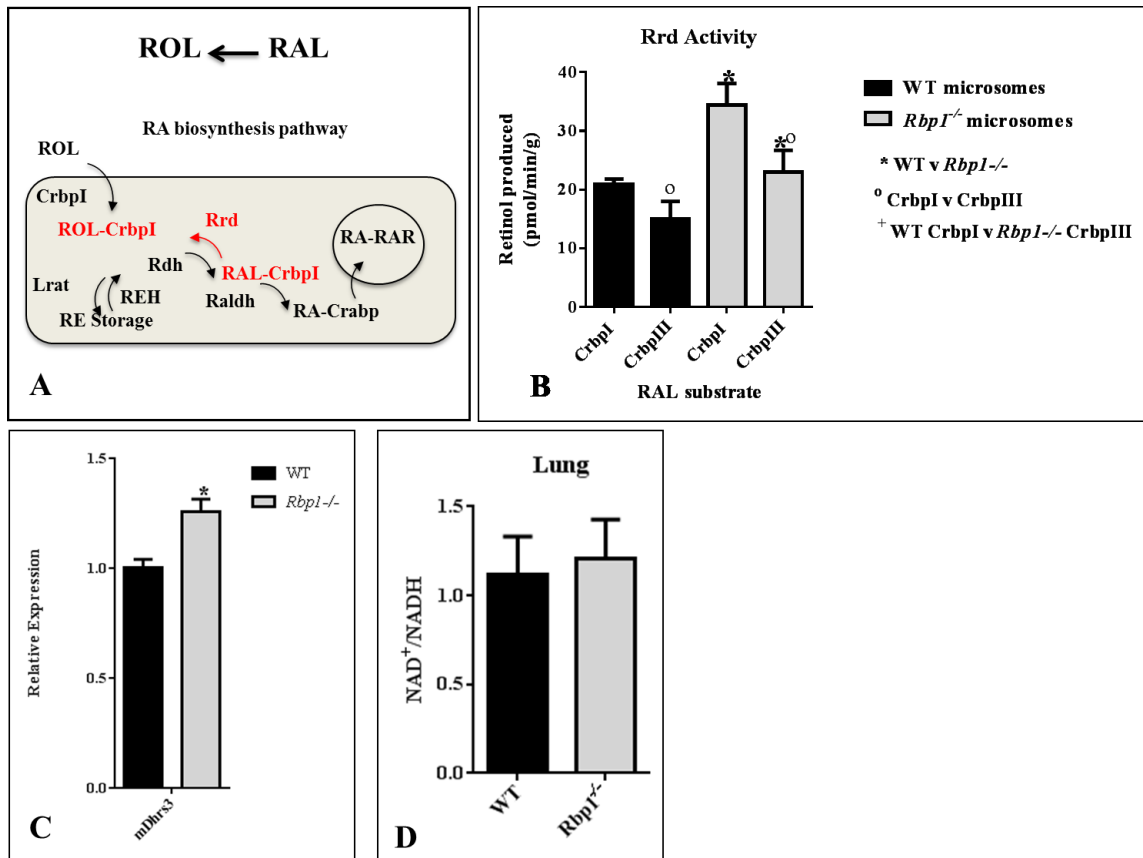 ROL RAL
RA biosynthesis pathway
ROL
CrbpI
ROL-CrbpI
Rrd
RA-RAR
Rdh
RAL-CrbpI
Lrat
REH
Raldh
RA-Crabp
RE Storage
A
Rrd Activity
Retinol produced
(pmol/min/g)
40
30
20
10
0
*
o
*
*o
CrbpI
CrbpIII
CrbpI
CrbpIII
RAL substrate
WT microsomes
Rbp1-/- microsomes
* WT v Rbp1-/-
o CrbpI v CrbpIII
+ WT CrbpI v Rbp1-/- CrbpIII
B
Relative Expression
1.5
1.0
0.5
0.0
*
mDhrs3
WT
Rbp1-/-
C
Lung
NAD+/NADH
1.5
1.0
0.5
0.0
WT
Rbp1-/-
D